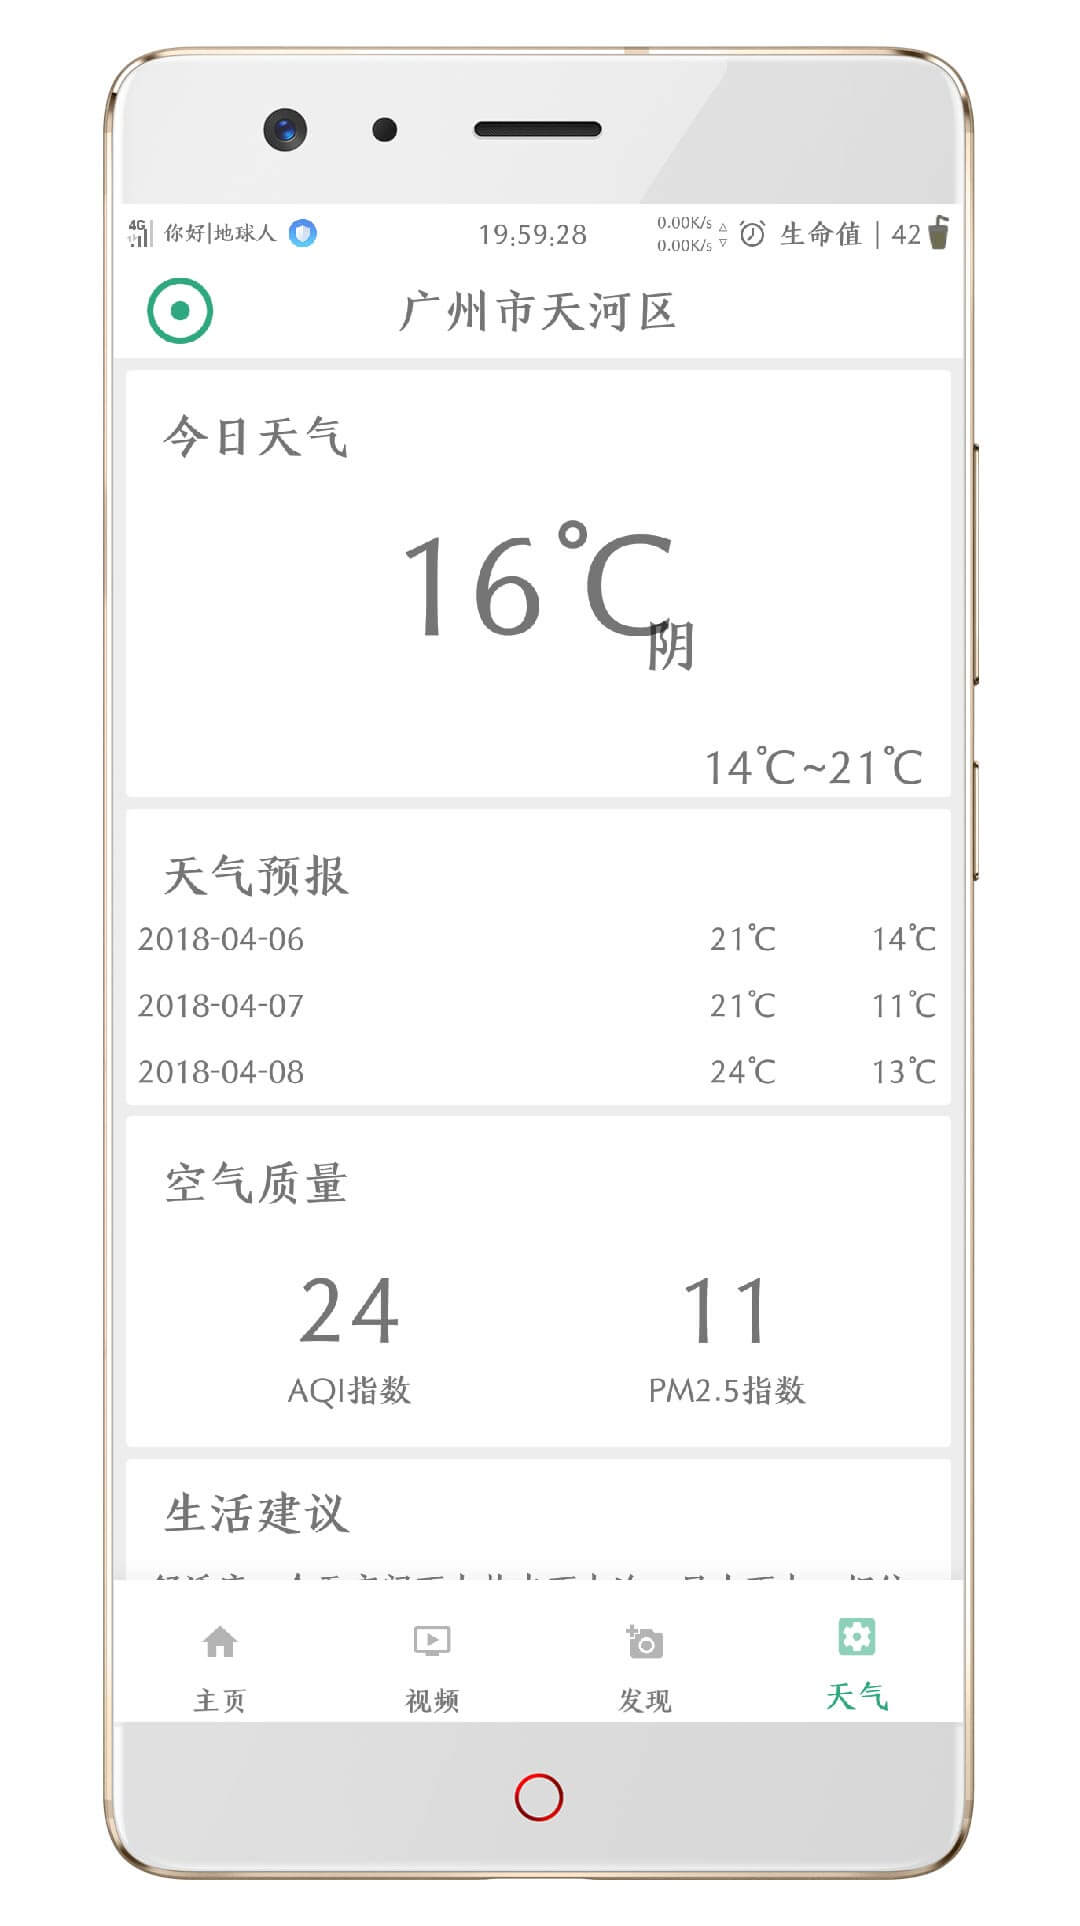 4G 你好|地球人 19:59:28 0.00K/s 0.00K/s 生命值 | 42
广州市天河区
今日天气
16℃
阴
14℃~21℃
天气预报
2018-04-06 21℃ 14℃
2018-04-07 21℃ 11℃
2018-04-08 24℃ 13℃
空气质量
24 11
AQI指数 PM2.5指数
生活建议
主页 视频 发现 天气